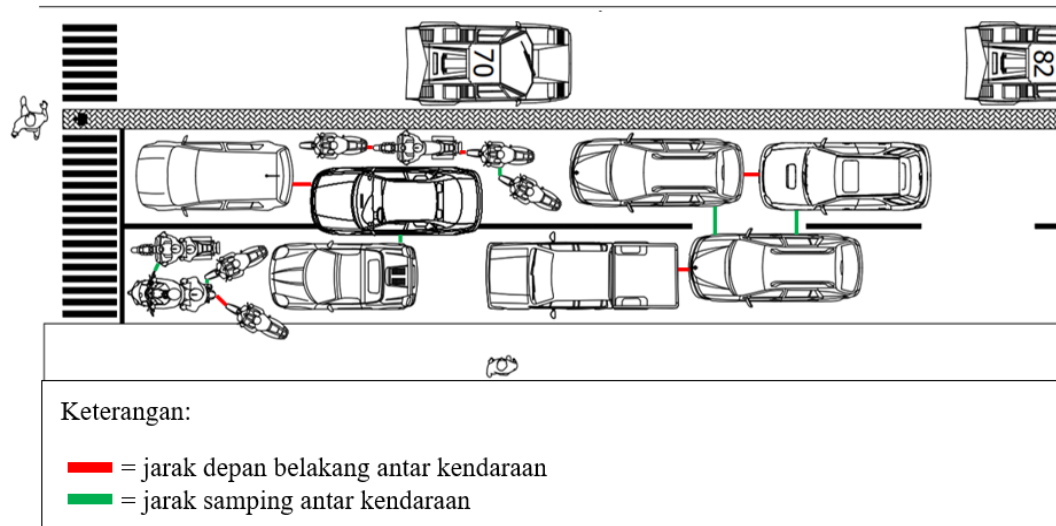 70
82
Keterangan:
= jarak depan belakang antar kendaraan
= jarak samping antar kendaraan